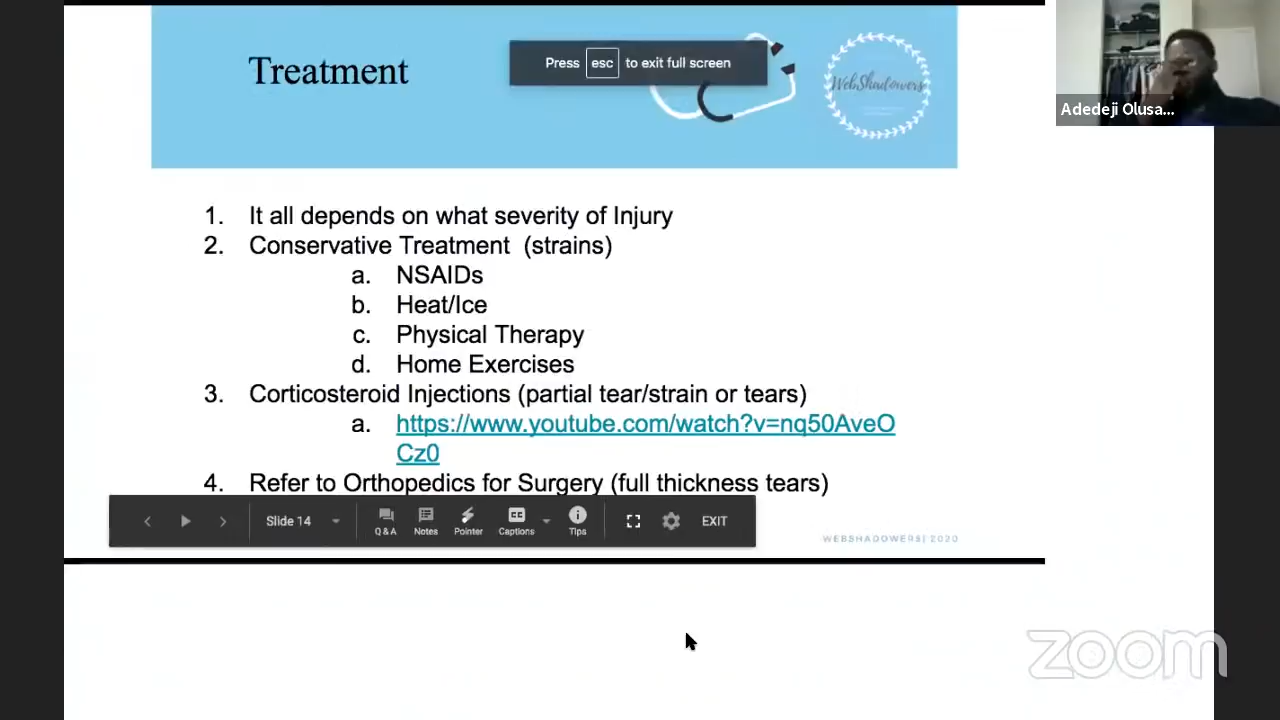 Treatment
Press esc to exit full screen
WebShadowers
Adedeji Olusa...
1. It all depends on what severity of Injury
2. Conservative Treatment (strains)
a. NSAIDs
b. Heat/Ice
c. Physical Therapy
d. Home Exercises
3. Corticosteroid Injections (partial tear/strain or tears)
a. https://www.youtube.com/watch?v=nq50AveO
Cz0
4. Refer to Orthopedics for Surgery (full thickness tears)
Slide 14
Q & A
Notes
Pointer
Captions
Tips
EXIT
WEBSHADOWERS| 2020
zoom